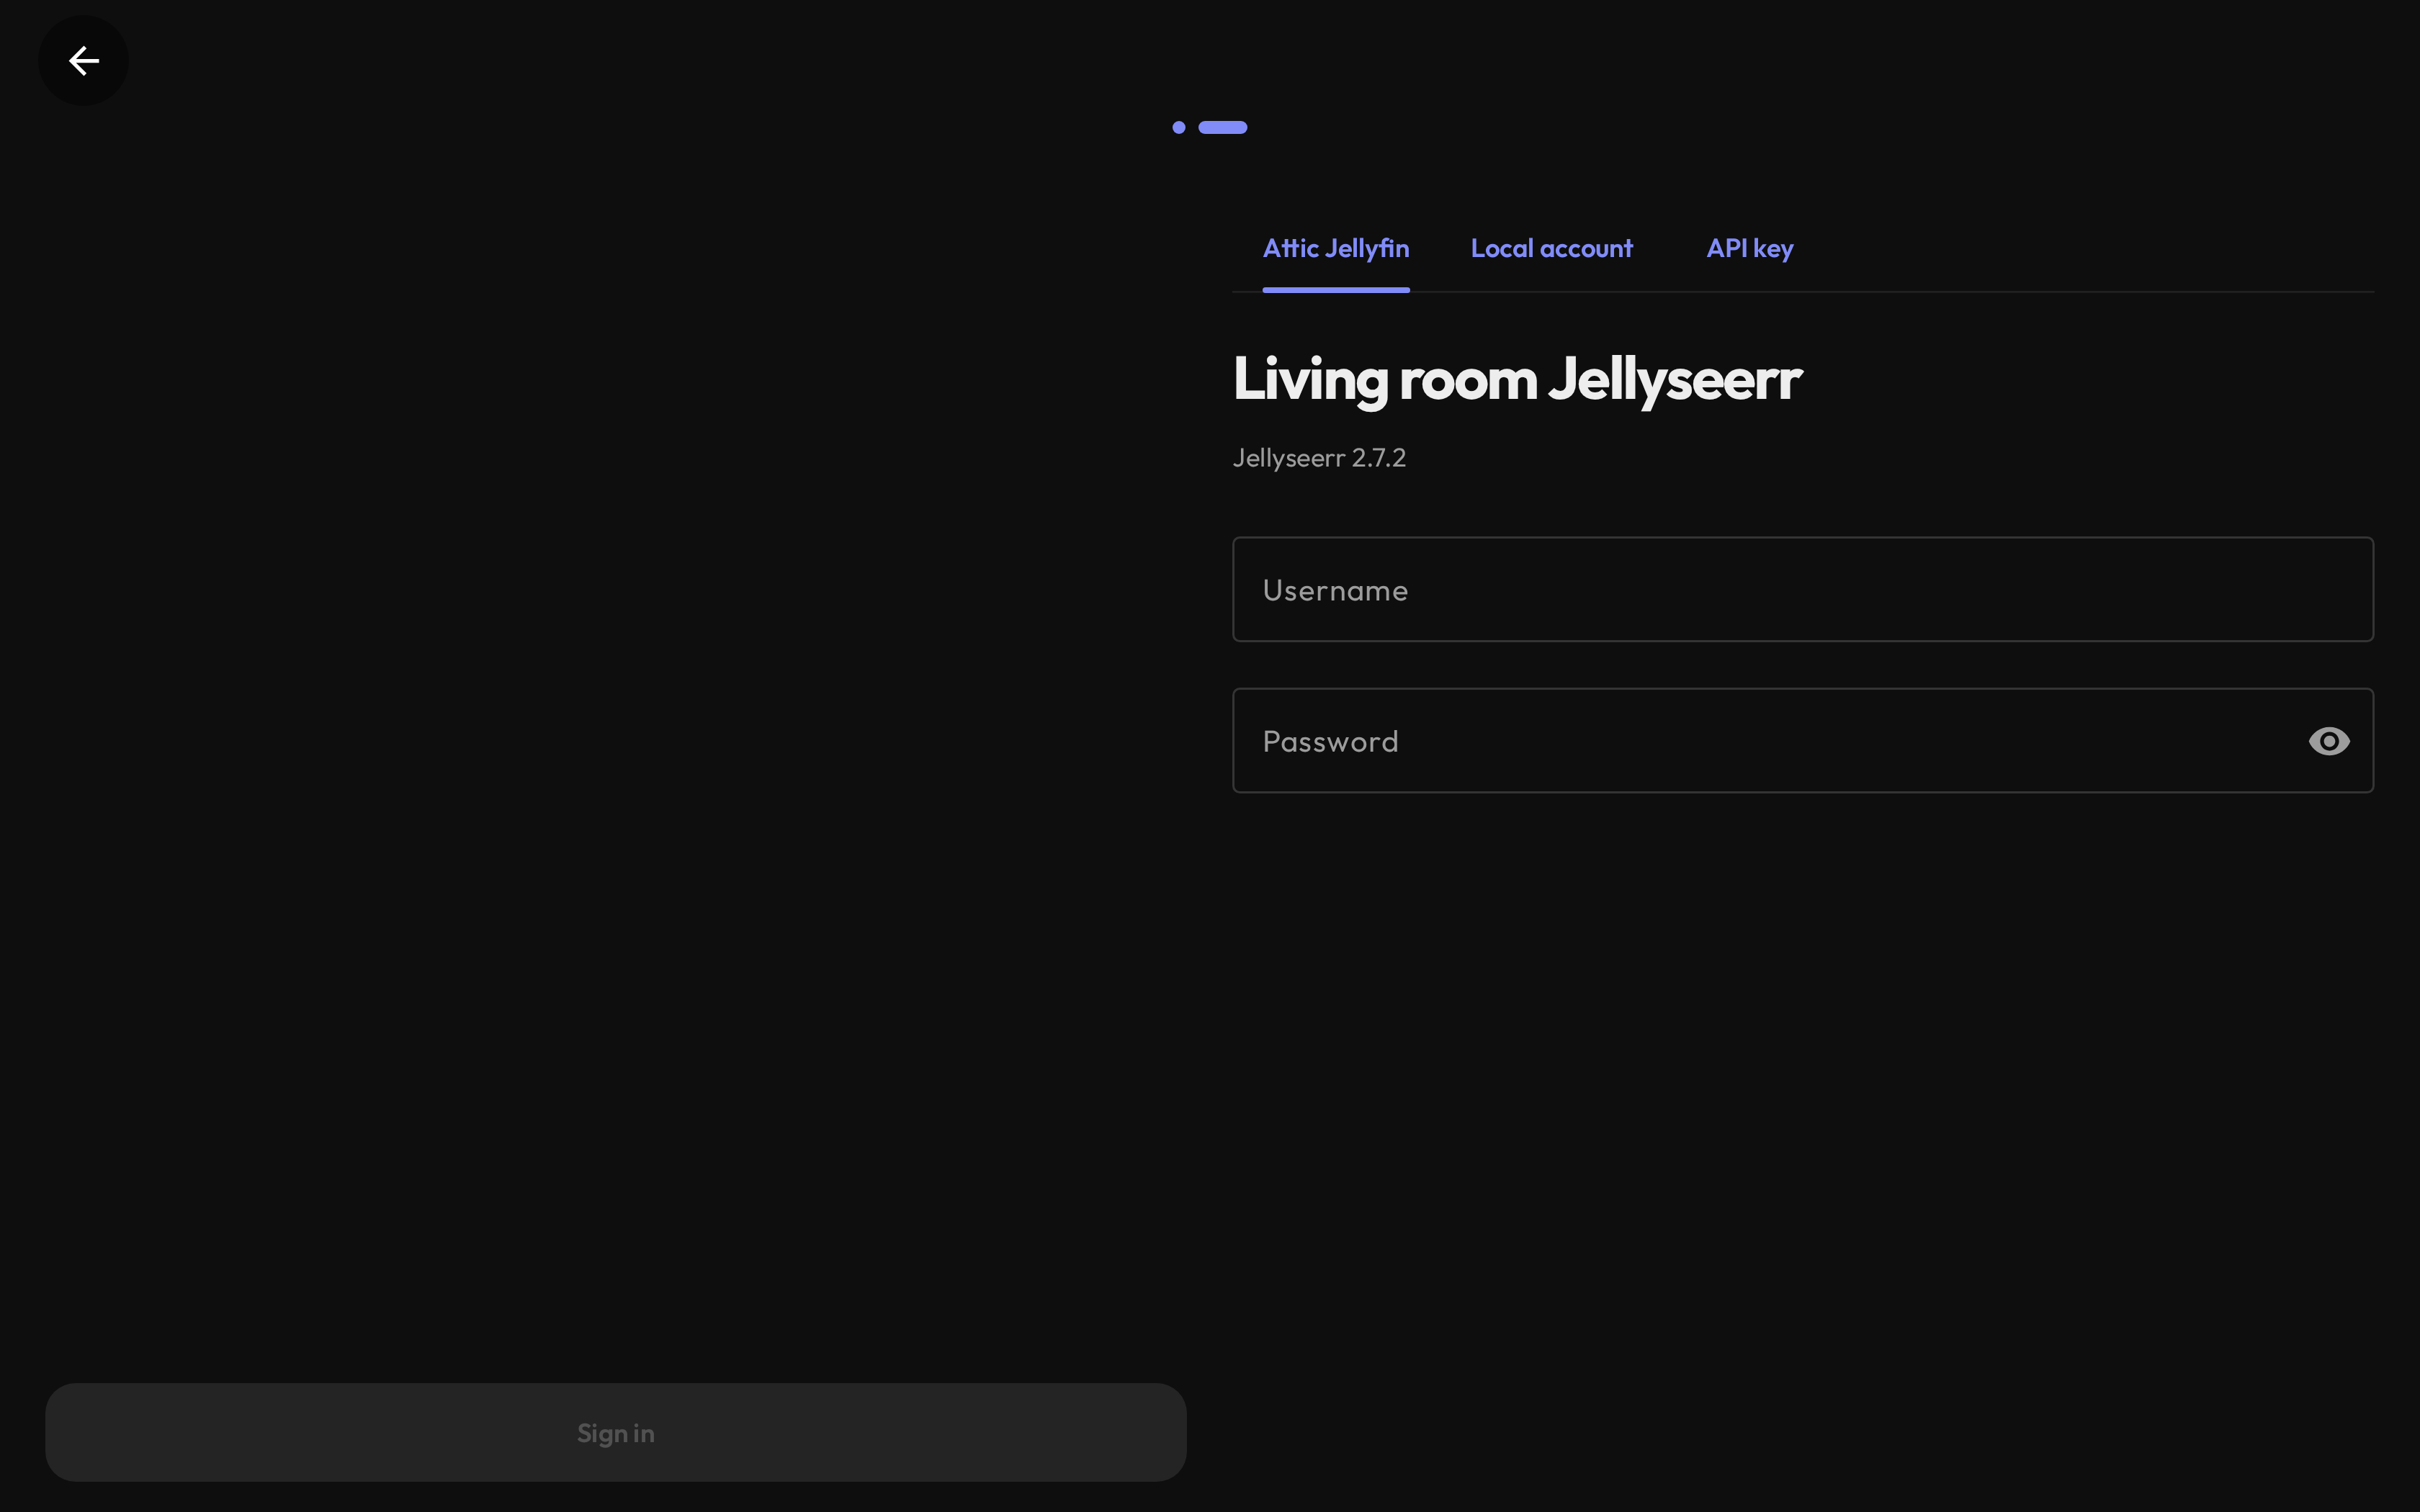 Attic Jellyfin Local account API key
Living room Jellyseerr
Jellyseerr 2.7.2
Username
Password
Sign in